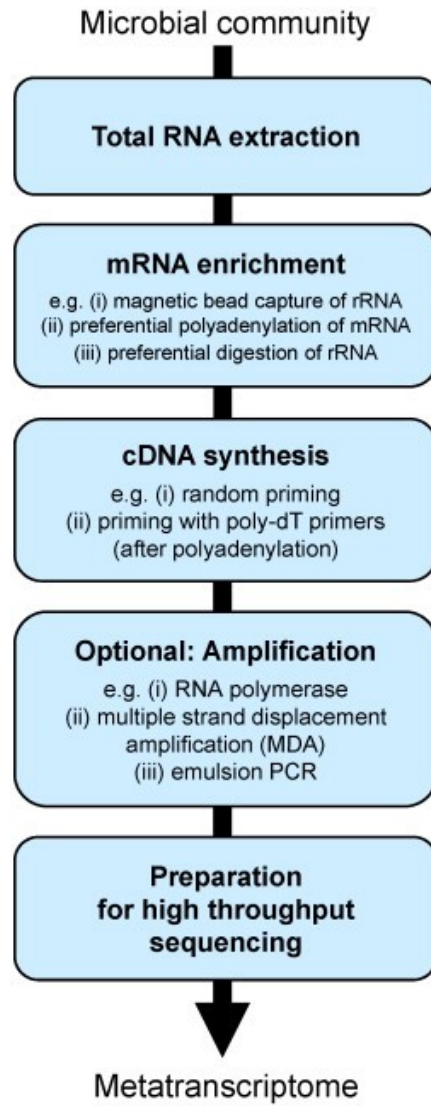 Microbial community
Total RNA extraction
mRNA enrichment
e.g. (i) magnetic bead capture of rRNA
(ii) preferential polyadenylation of mRNA
(iii) preferential digestion of rRNA
cDNA synthesis
e.g. (i) random priming
(ii) priming with poly-dT primers
(after polyadenylation)
Optional: Amplification
e.g. (i) RNA polymerase
(ii) multiple strand displacement
amplification (MDA)
(iii) emulsion PCR
Preparation
for high throughput
sequencing
Metatranscriptome